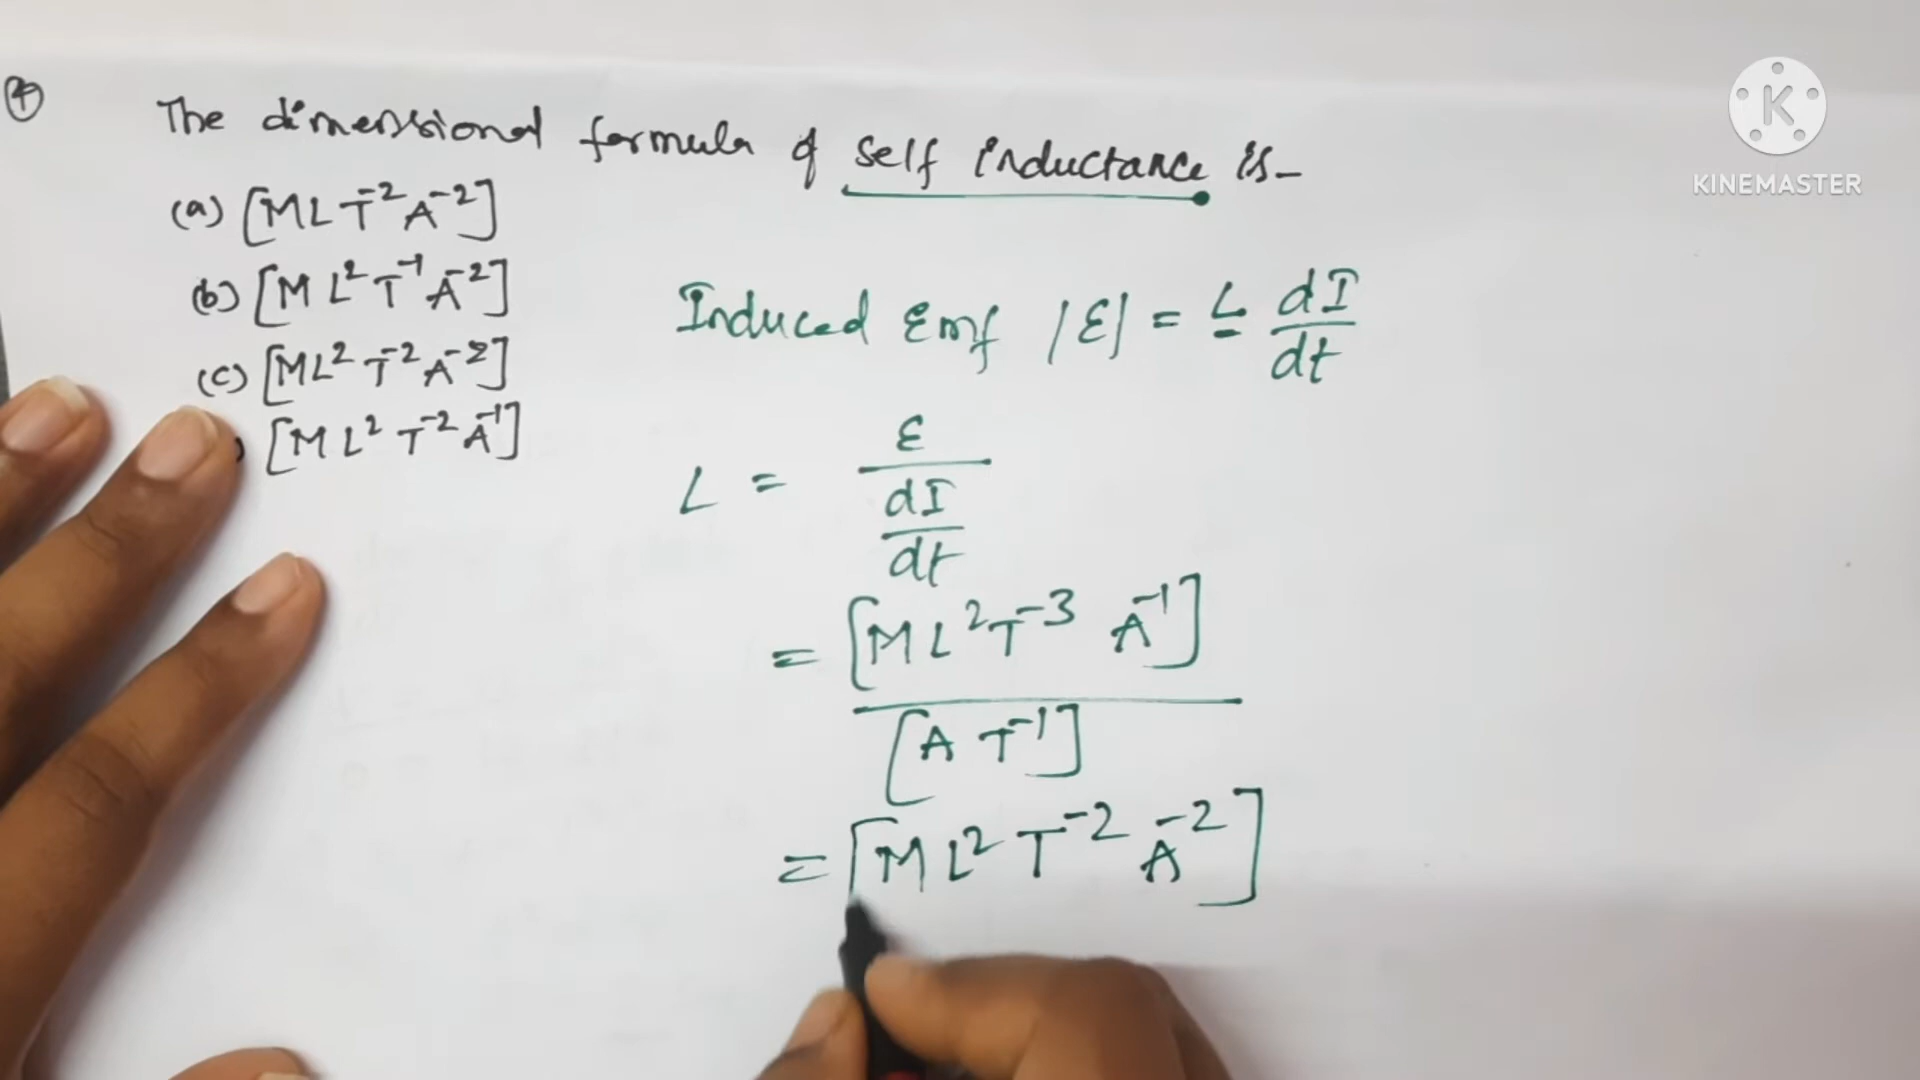 4 The dimensional formula of self inductance is-
(a) [MLT⁻²A⁻²]
(b) [ML²T⁻¹A⁻²]
(c) [ML²T⁻²A⁻²]
[ML²T⁻²A⁻¹]
Induced Emf |ε| = L dI/dt
L = ε / (dI/dt)
= [ML²T⁻³A⁻¹] / [AT⁻¹]
= [ML²T⁻²A⁻²]
K
KINEMASTER